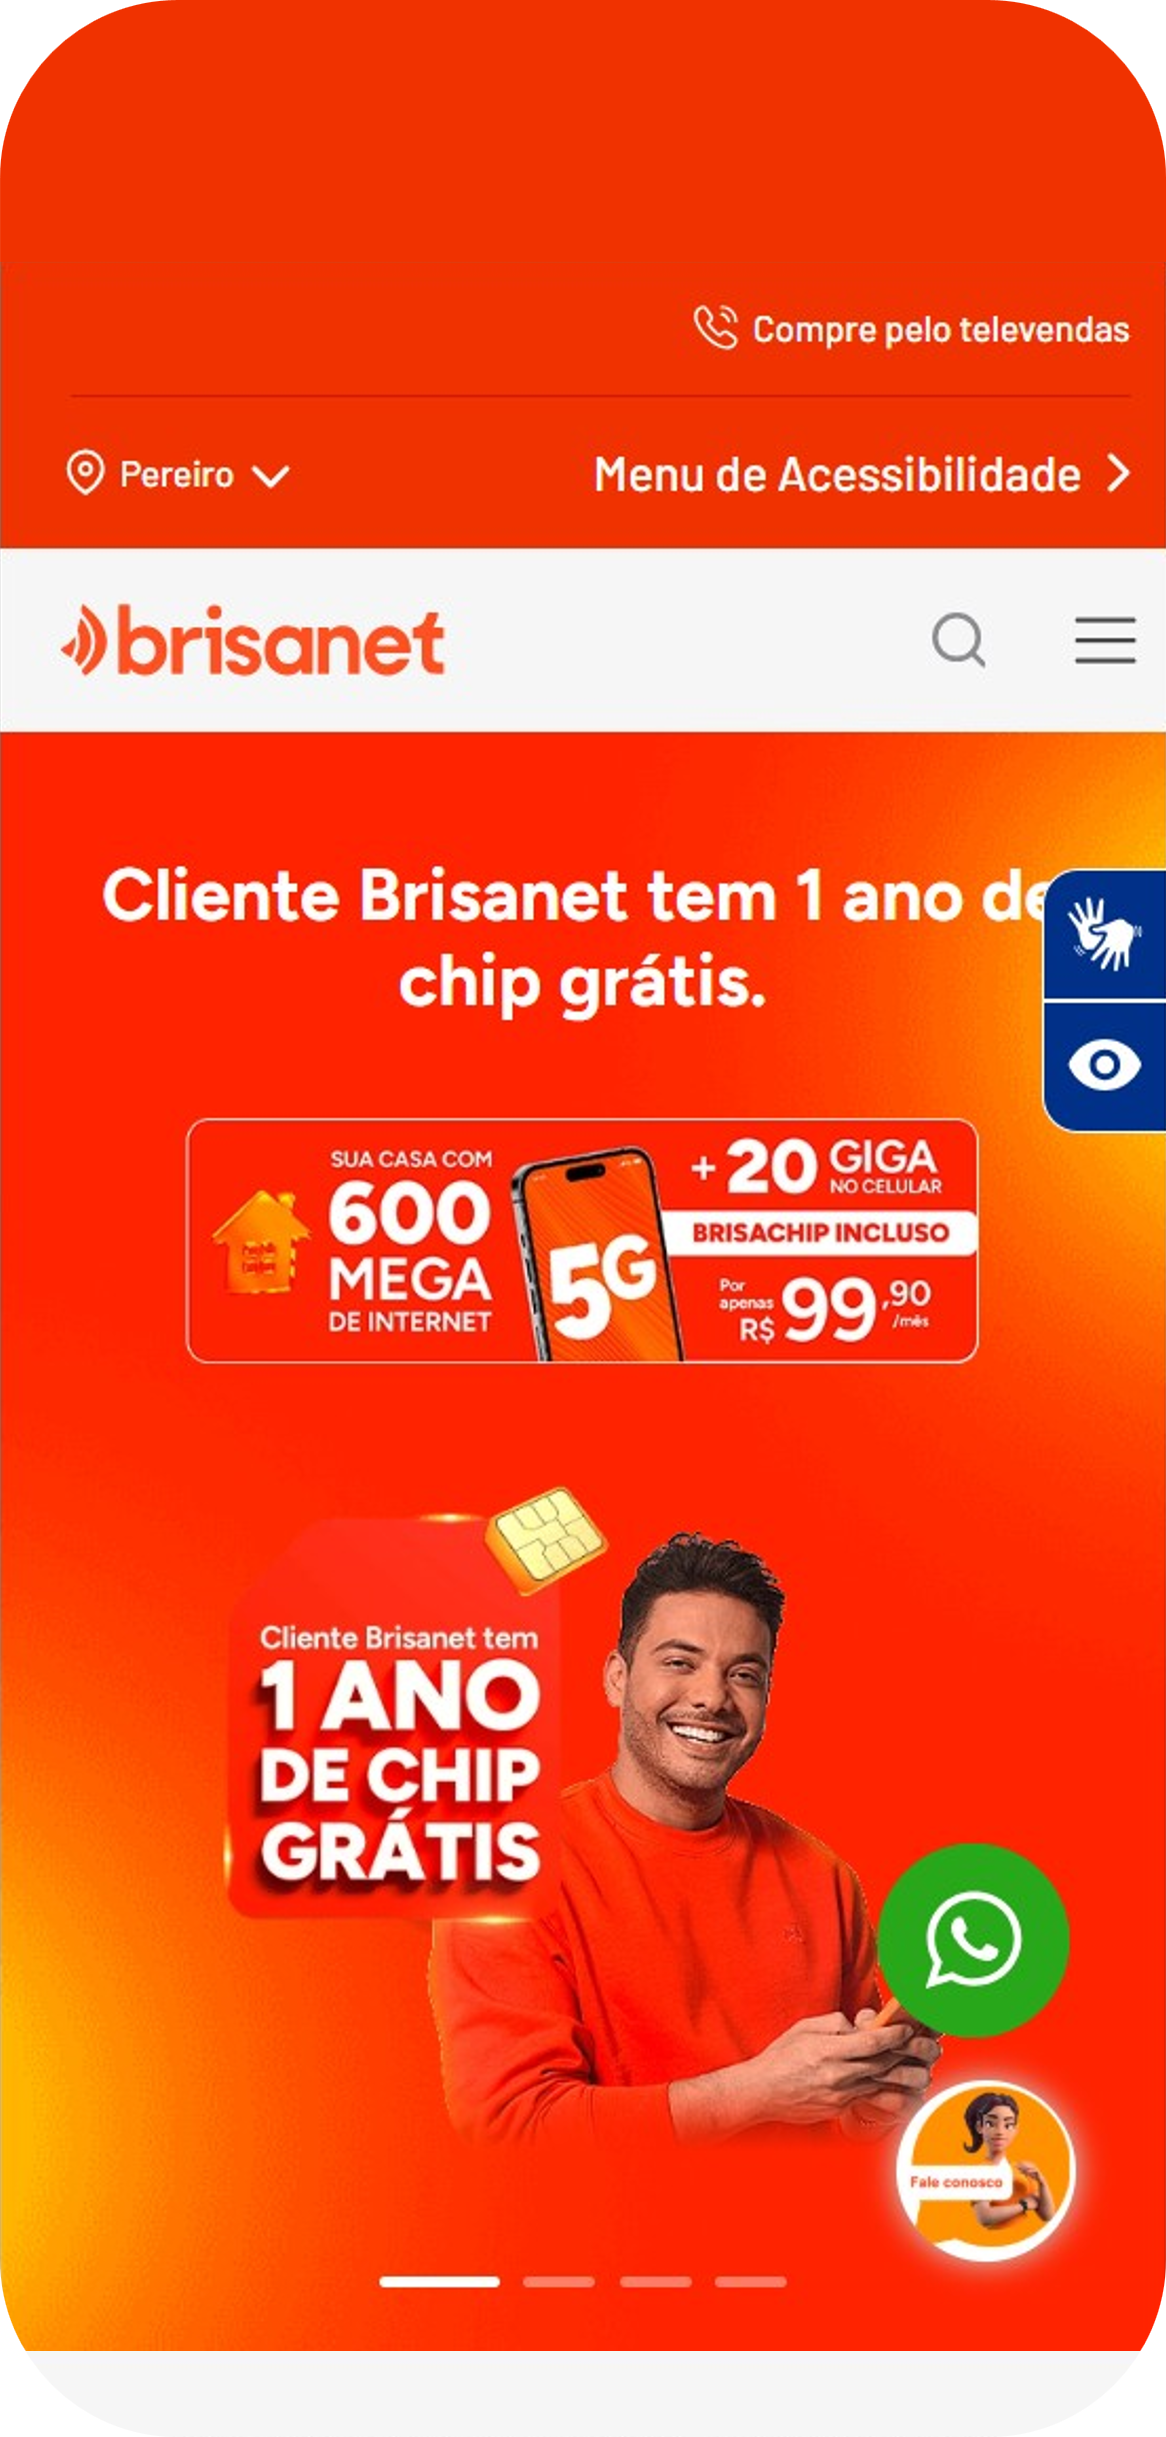 Compre pelo televendas
Pereiro
Menu de Acessibilidade
brisanet
Cliente Brisanet tem 1 ano de
chip grátis.
SUA CASA COM
600
MEGA
DE INTERNET
5G
+ 20 GIGA
NO CELULAR
BRISACHIP INCLUSO
Por
apenas
R$ 99,90
/mês
Cliente Brisanet tem
1 ANO
DE CHIP
GRÁTIS
Fale conosco